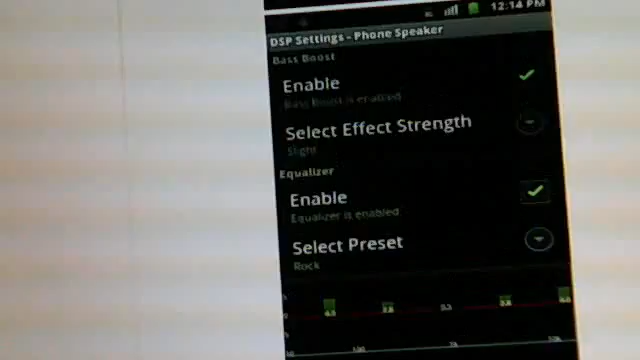 12:14 PM
DSP Settings - Phone Speaker
Bass Boost
Enable
Bass Boost is enabled
Select Effect Strength
Slight
Equalizer
Enable
Equalizer is enabled
Select Preset
Rock